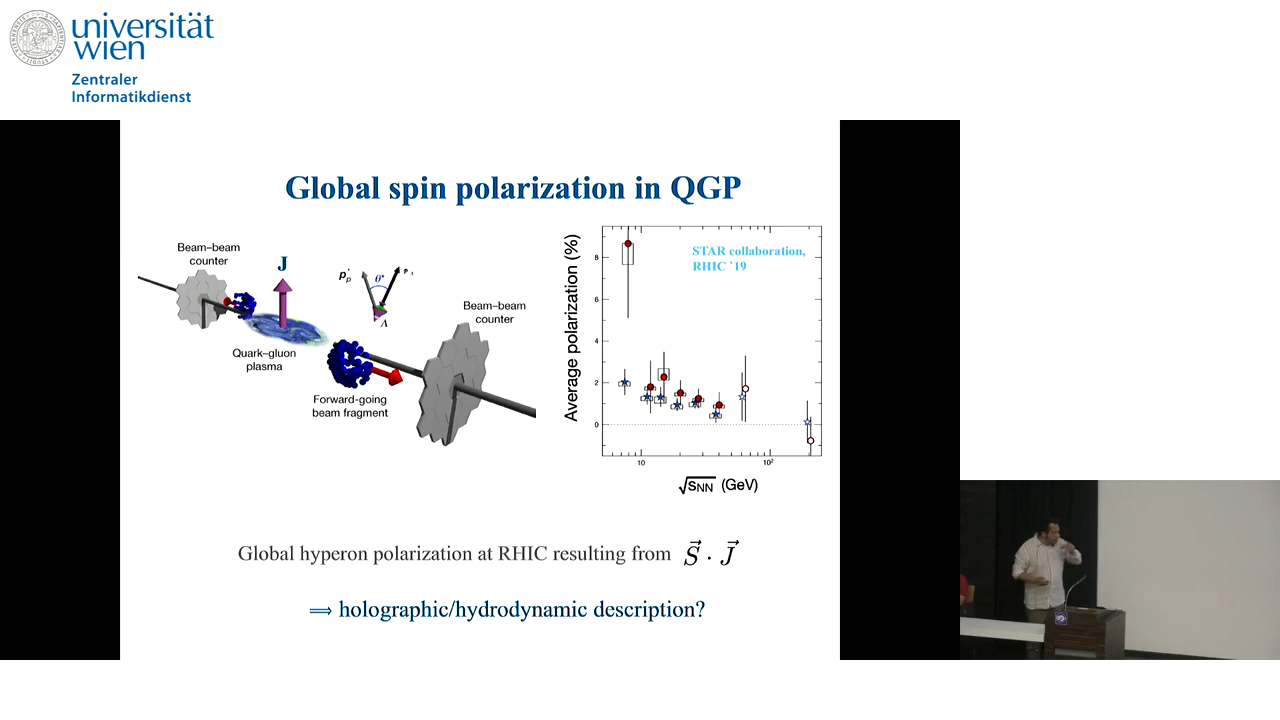 universität
wien
Zentraler
Informatikdienst
Global spin polarization in QGP
Beam–beam
counter
J
p*p θ*
Λ
Beam–beam
counter
Quark–gluon
plasma
Forward-going
beam fragment
STAR collaboration,
RHIC `19
Average polarization (%)
8
6
4
2
0
10 10²
√sNN (GeV)
Global hyperon polarization at RHIC resulting from S⃗ · J⃗
⟹ holographic/hydrodynamic description?